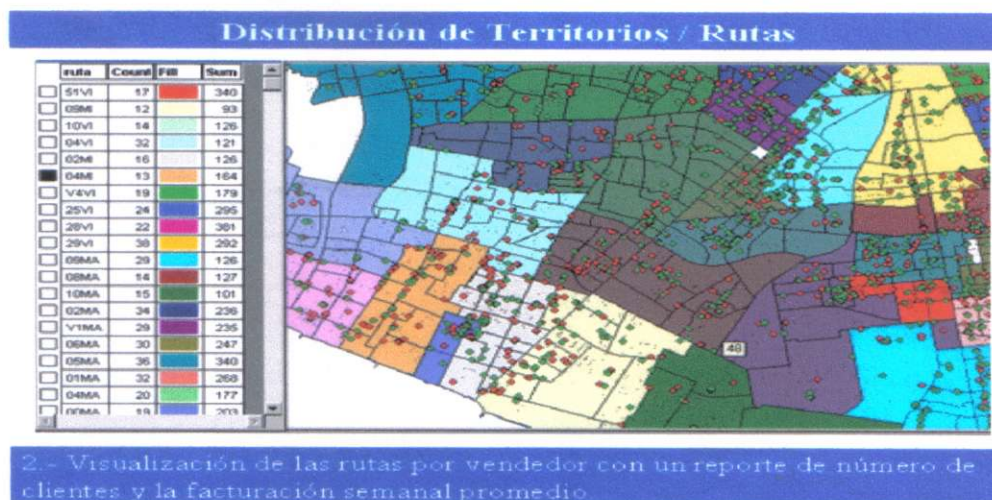 Distribución de Territorios / Rutas
ruta Count Fill Sum
51VI 17 340
09MI 12 93
10VI 14 126
04VI 32 121
02MI 16 126
04MI 13 164
V4VI 19 179
25VI 24 295
28VI 22 381
29VI 38 292
09MA 29 126
08MA 14 127
10MA 15 101
02MA 34 236
V1MA 29 235
06MA 30 247
05MA 36 340
01MA 32 268
04MA 20 177
203
48
2.- Visualización de las rutas por vendedor con un reporte de número de
clientes y la facturación semanal promedio